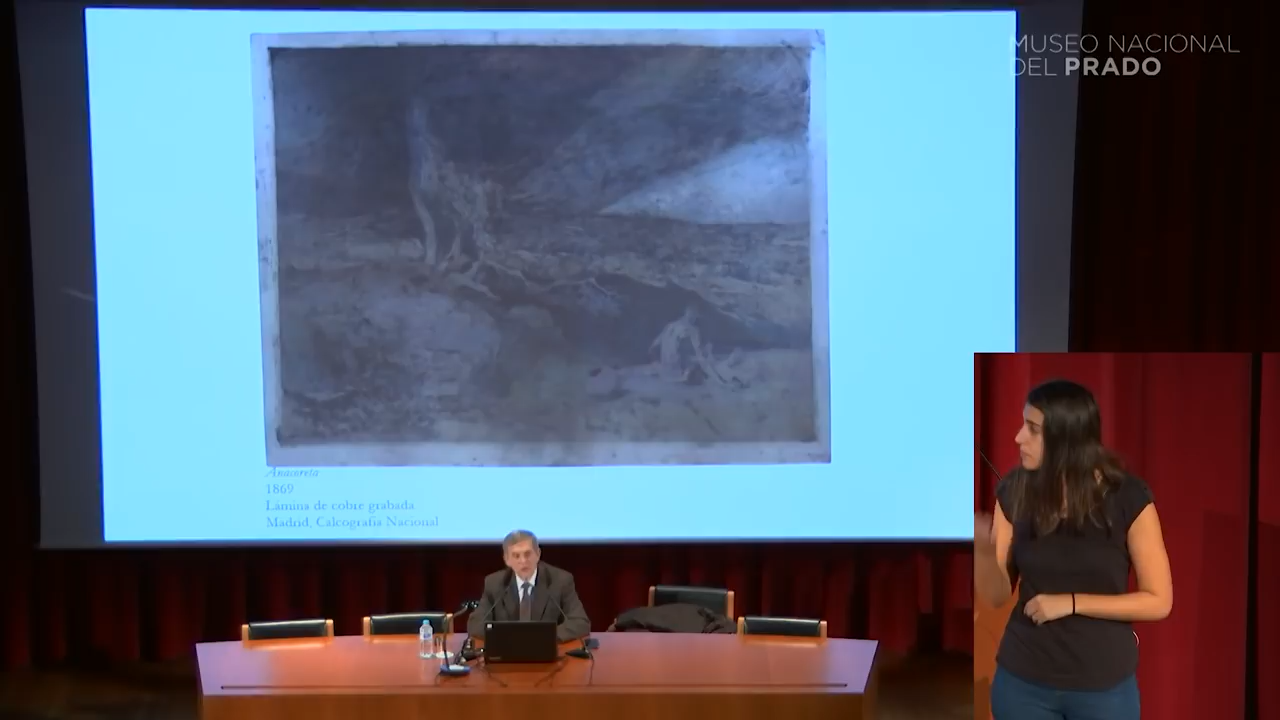 MUSEO NACIONAL
DEL PRADO
Anacoreta
1869
Lámina de cobre grabada
Madrid, Calcografía Nacional